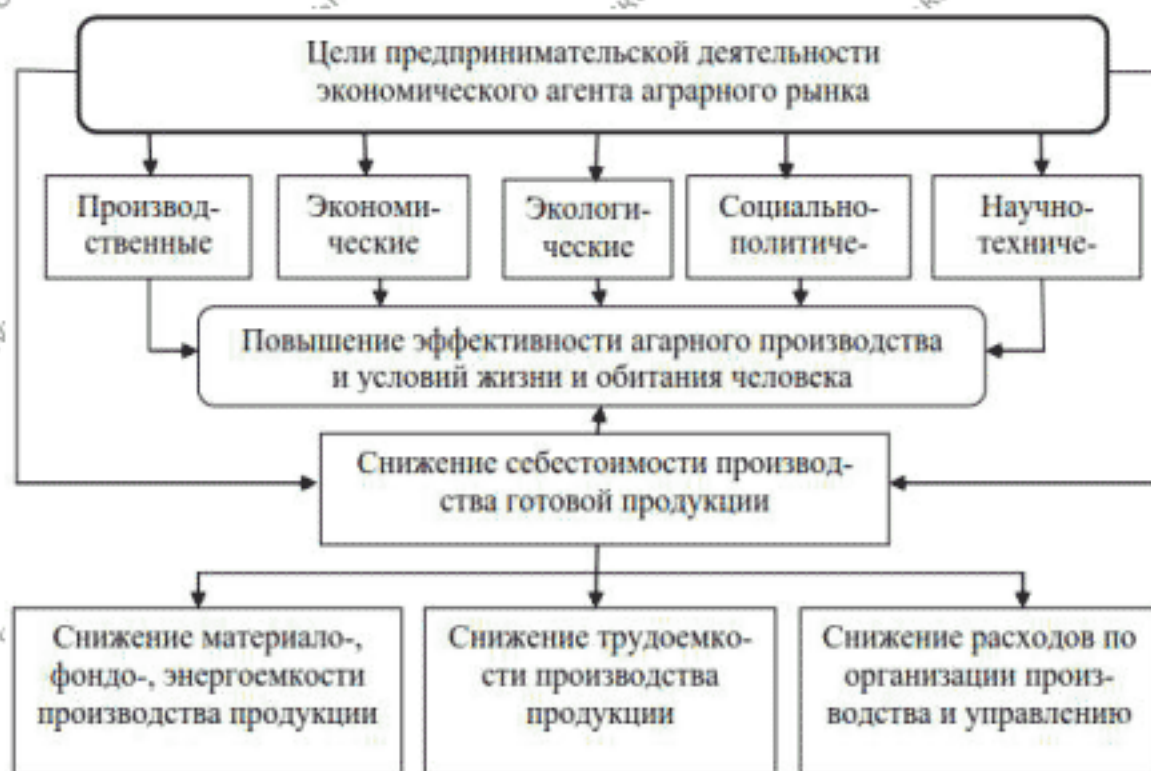 Цели предпринимательской деятельности
экономического агента аграрного рынка
Производ-
ственные
Экономи-
ческие
Экологи-
ческие
Социально-
политиче-
Научно-
техниче-
Повышение эффективности агарного производства
и условий жизни и обитания человека
Снижение себестоимости производ-
ства готовой продукции
Снижение материало-,
фондо-, энергоемкости
производства продукции
Снижение трудоемко-
сти производства
продукции
Снижение расходов по
организации произ-
водства и управлению